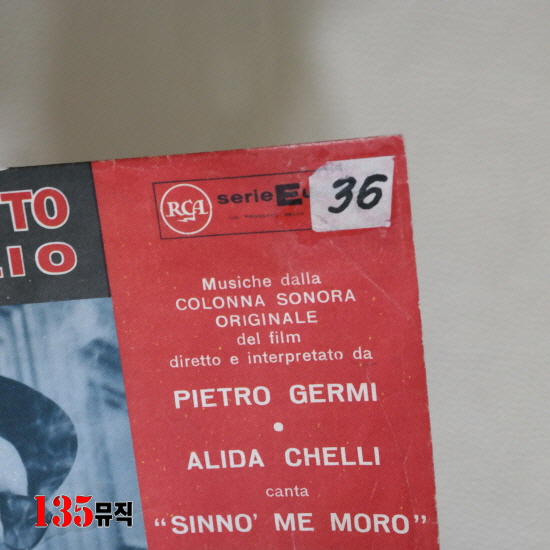 TO
LIO
RCA
serie E
36
Musiche dalla
COLONNA SONORA
ORIGINALE
del film
diretto e interpretato da
PIETRO GERMI
•
ALIDA CHELLI
canta
"SINNO' ME MORO"
135뮤직